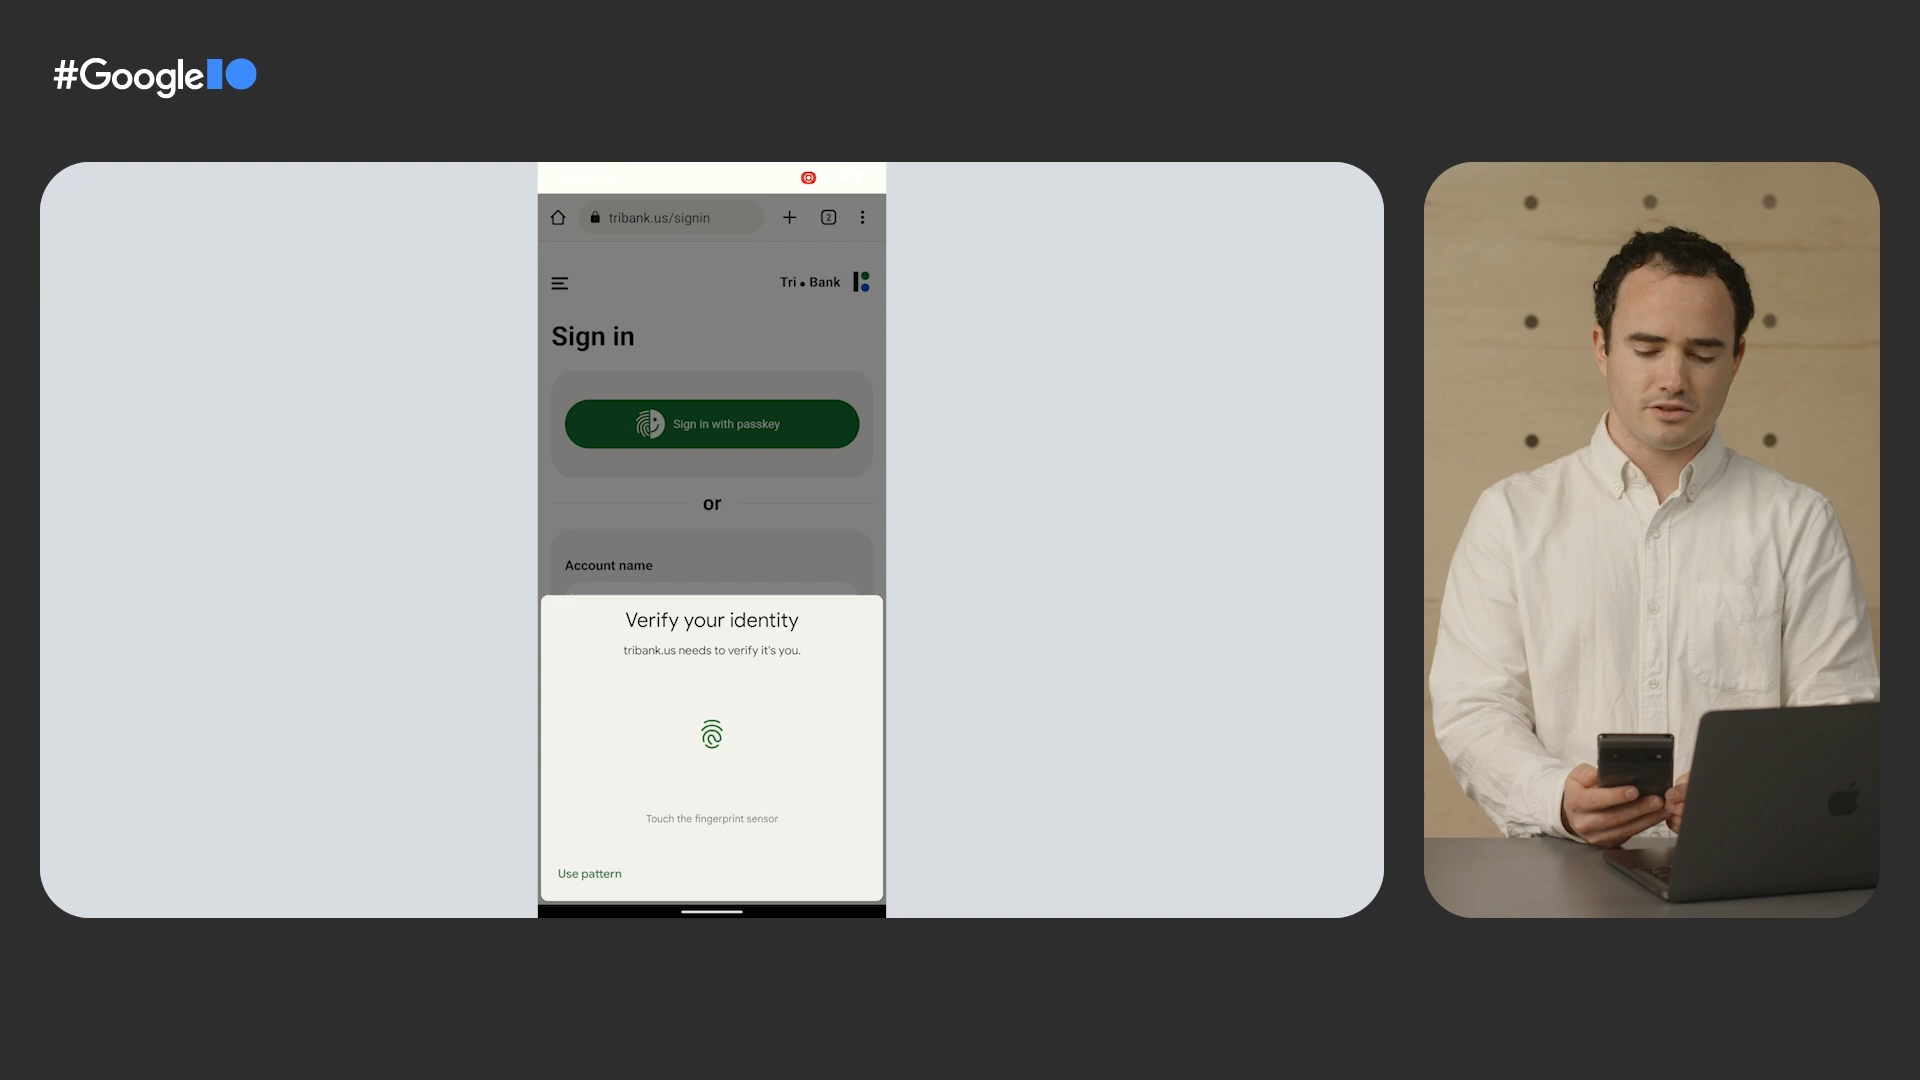 #GoogleIO
tribank.us/signin
2
Tri • Bank
Sign in
Sign in with passkey
or
Account name
Verify your identity
tribank.us needs to verify it's you.
Touch the fingerprint sensor
Use pattern